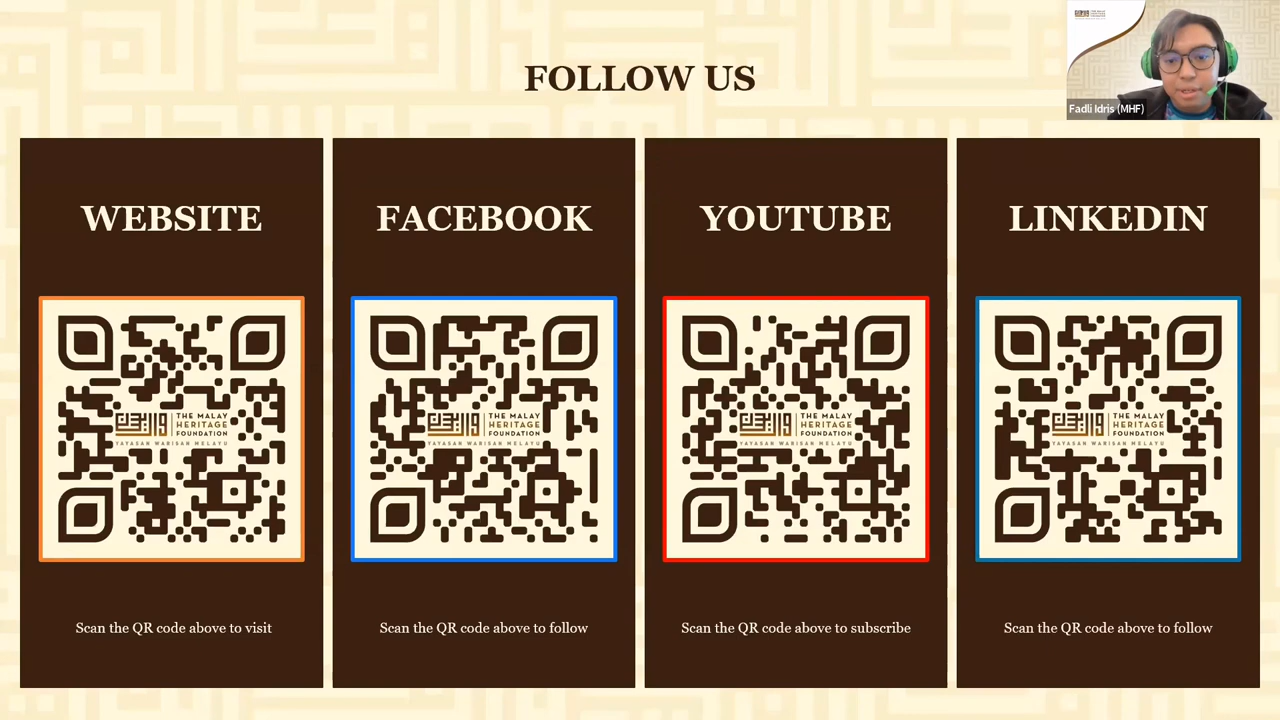 FOLLOW US
Fadli Idris (MHF)
WEBSITE
THE MALAY
HERITAGE
FOUNDATION
YAYASAN WARISAN MELAYU
Scan the QR code above to visit
FACEBOOK
THE MALAY
HERITAGE
FOUNDATION
YAYASAN WARISAN MELAYU
Scan the QR code above to follow
YOUTUBE
THE MALAY
HERITAGE
FOUNDATION
YAYASAN WARISAN MELAYU
Scan the QR code above to subscribe
LINKEDIN
THE MALAY
HERITAGE
FOUNDATION
YAYASAN WARISAN MELAYU
Scan the QR code above to follow